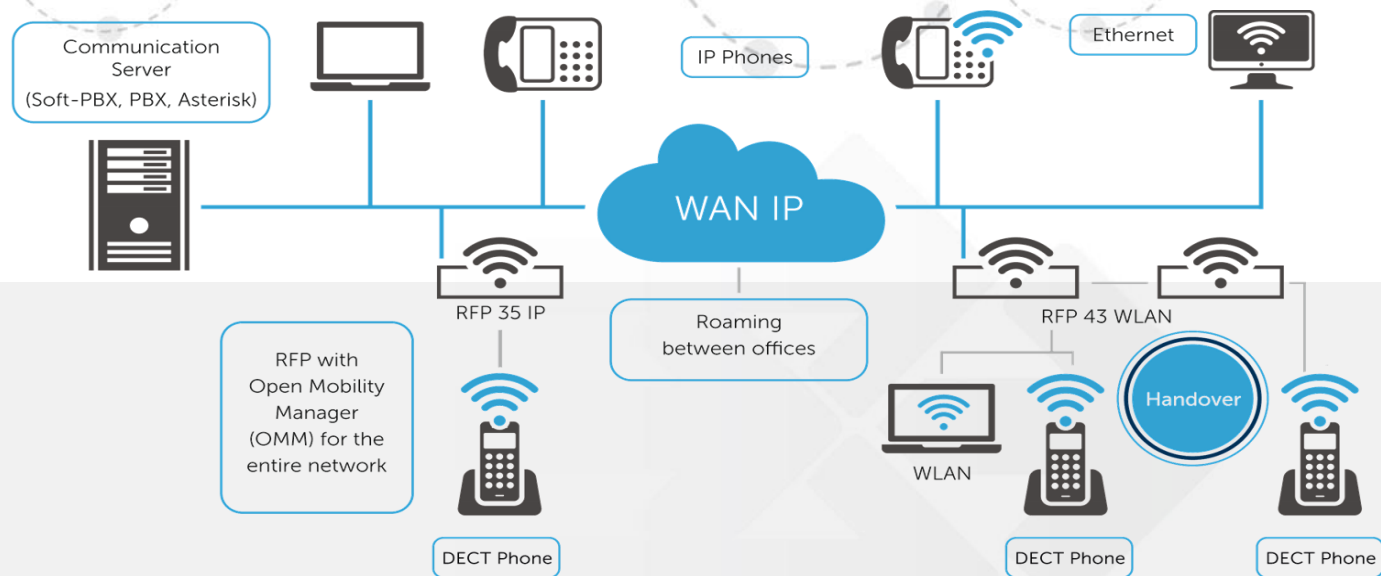 Communication
Server
(Soft-PBX, PBX, Asterisk)
IP Phones
Ethernet
WAN IP
RFP 35 IP
RFP 43 WLAN
RFP with
Open Mobility
Manager
(OMM) for the
entire network
Roaming
between offices
Handover
WLAN
DECT Phone
DECT Phone
DECT Phone